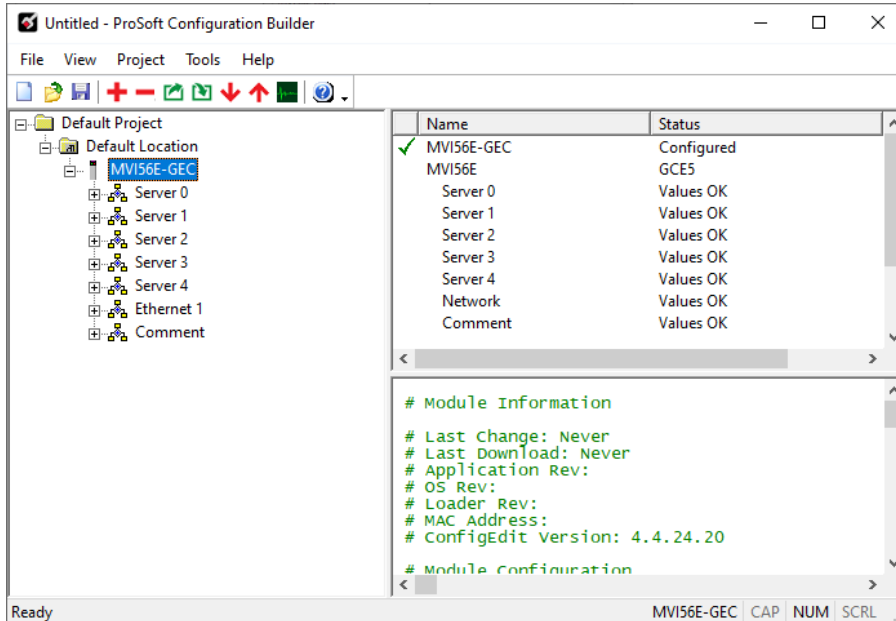 Untitled - ProSoft Configuration Builder
File View Project Tools Help
Default Project
Default Location
MVI56E-GEC
Server 0
Server 1
Server 2
Server 3
Server 4
Ethernet 1
Comment
Name Status
MVI56E-GEC Configured
MVI56E GCE5
Server 0 Values OK
Server 1 Values OK
Server 2 Values OK
Server 3 Values OK
Server 4 Values OK
Network Values OK
Comment Values OK
# Module Information
# Last Change: Never
# Last Download: Never
# Application Rev:
# OS Rev:
# Loader Rev:
# MAC Address:
# ConfigEdit Version: 4.4.24.20
# Module Configuration
Ready MVI56E-GEC CAP NUM SCRL